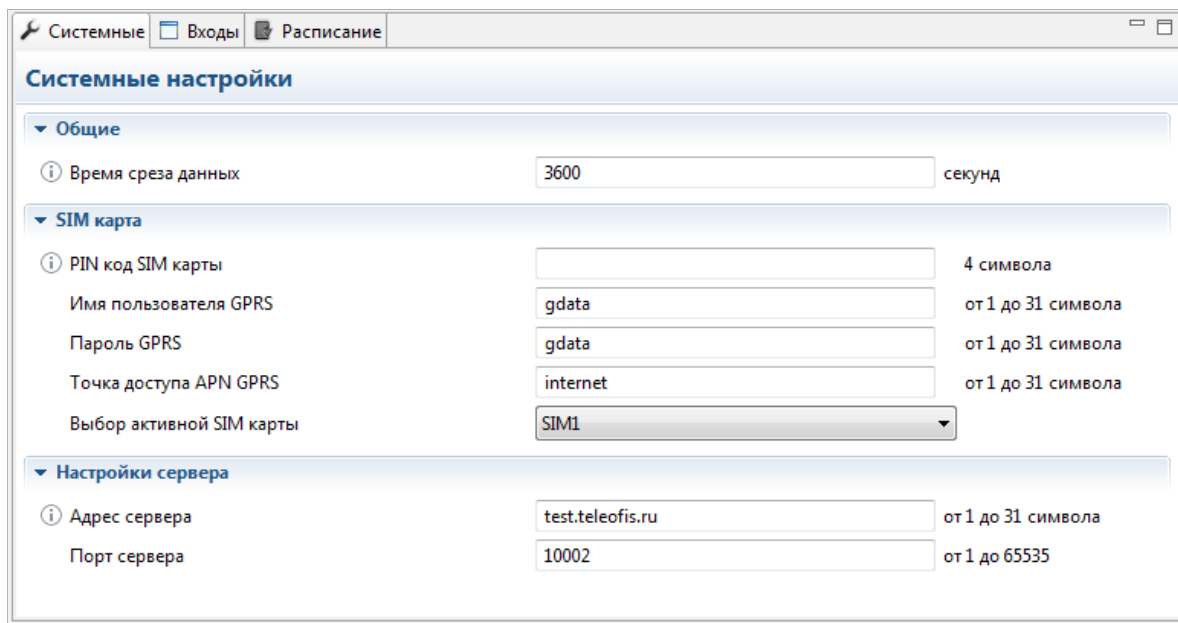 Системные Входы Расписание
Системные настройки
Общие
Время среза данных 3600 секунд
SIM карта
PIN код SIM карты 4 символа
Имя пользователя GPRS gdata от 1 до 31 символа
Пароль GPRS gdata от 1 до 31 символа
Точка доступа APN GPRS internet от 1 до 31 символа
Выбор активной SIM карты SIM1
Настройки сервера
Адрес сервера test.teleofis.ru от 1 до 31 символа
Порт сервера 10002 от 1 до 65535